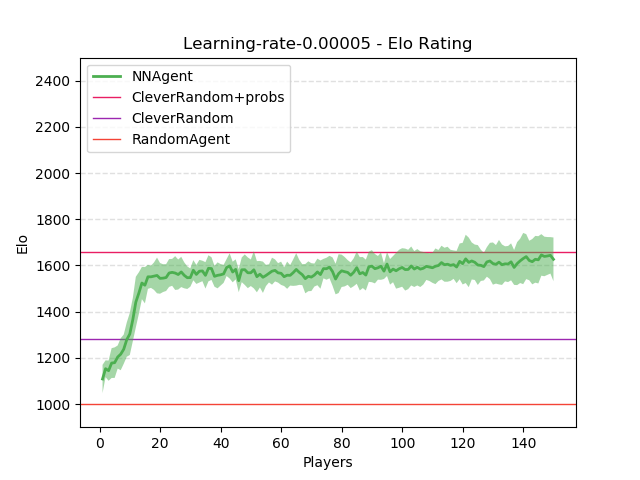 Learning-rate-0.00005 - Elo Rating
NNAgent
CleverRandom+probs
CleverRandom
RandomAgent
2400
2200
2000
1800
1600
1400
1200
1000
Elo
0 20 40 60 80 100 120 140
Players